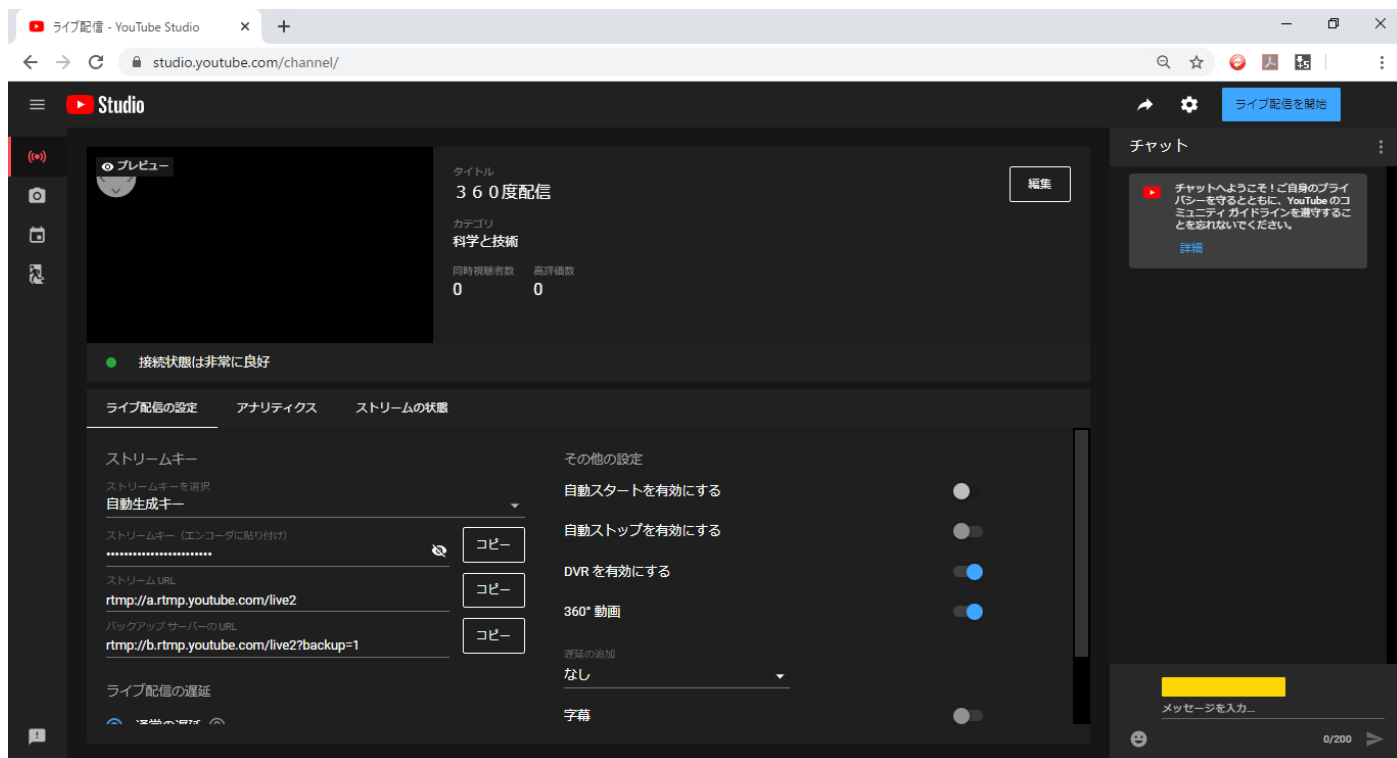 ライブ配信 - YouTube Studio
studio.youtube.com/channel/
Studio
ライブ配信を開始
プレビュー
タイトル
３６０度配信
編集
カテゴリ
科学と技術
同時視聴者数 高評価数
0 0
接続状態は非常に良好
ライブ配信の設定 アナリティクス ストリームの状態
ストリームキー
ストリームキーを選択
自動生成キー
ストリームキー（エンコーダに貼り付け）
•••••••••••••••••••••••• コピー
ストリーム URL
rtmp://a.rtmp.youtube.com/live2 コピー
バックアップ サーバーの URL
rtmp://b.rtmp.youtube.com/live2?backup=1 コピー
ライブ配信の遅延
通常の遅延
その他の設定
自動スタートを有効にする
自動ストップを有効にする
DVR を有効にする
360° 動画
遅延の追加
なし
字幕
チャット
チャットへようこそ！ご自身のプライ
バシーを守るとともに、YouTube のコ
ミュニティ ガイドラインを遵守するこ
とを忘れないでください。
詳細
メッセージを入力...
0/200